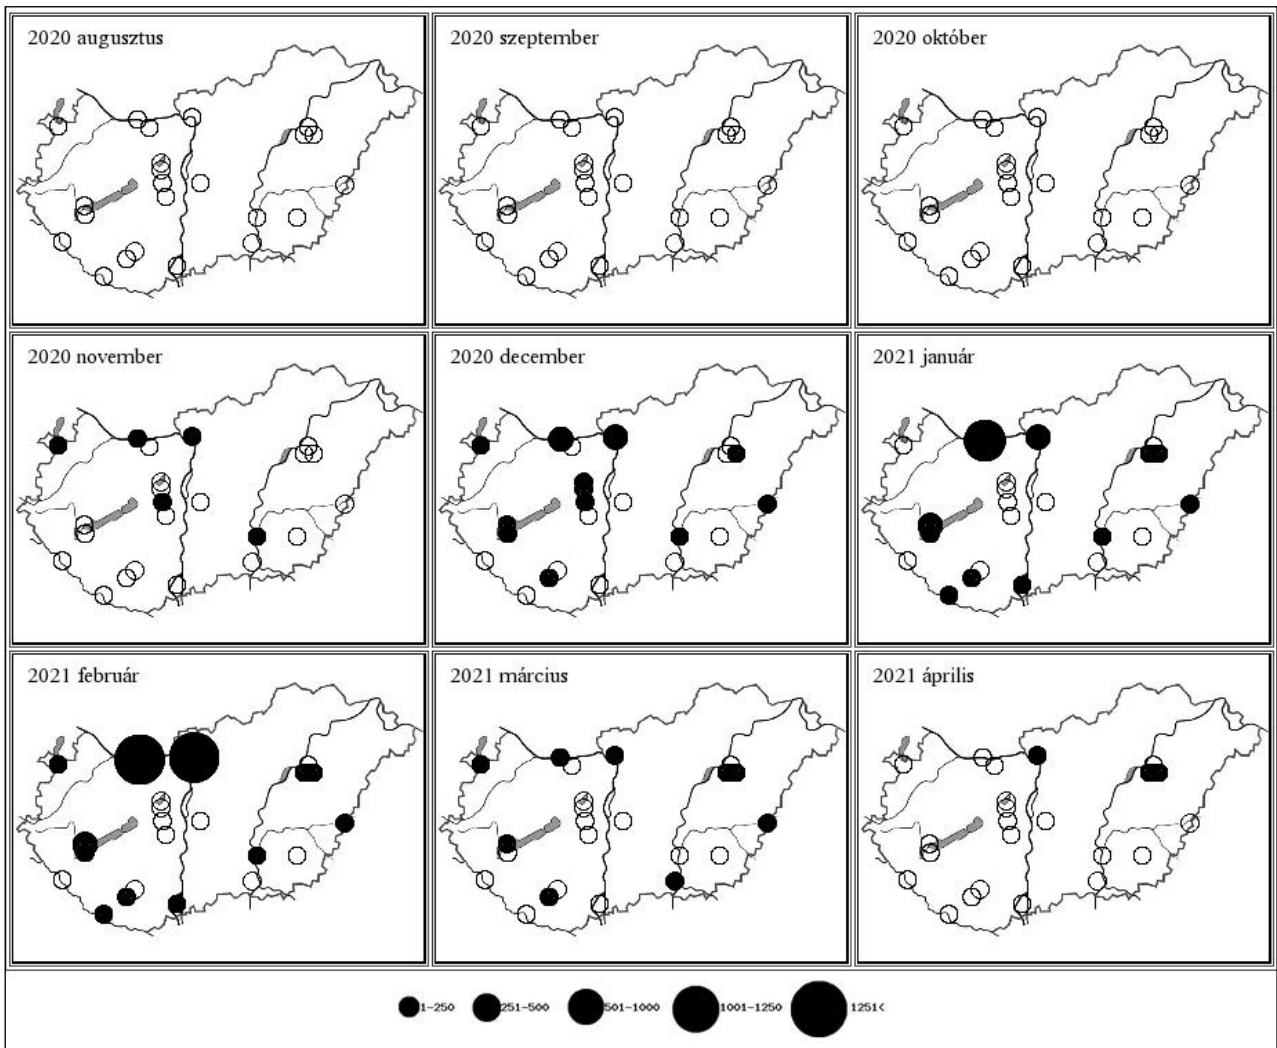 2020 augusztus
2020 szeptember
2020 október
2020 november
2020 december
2021 január
2021 február
2021 március
2021 április
1-250 251-500 501-1000 1001-1250 1251<